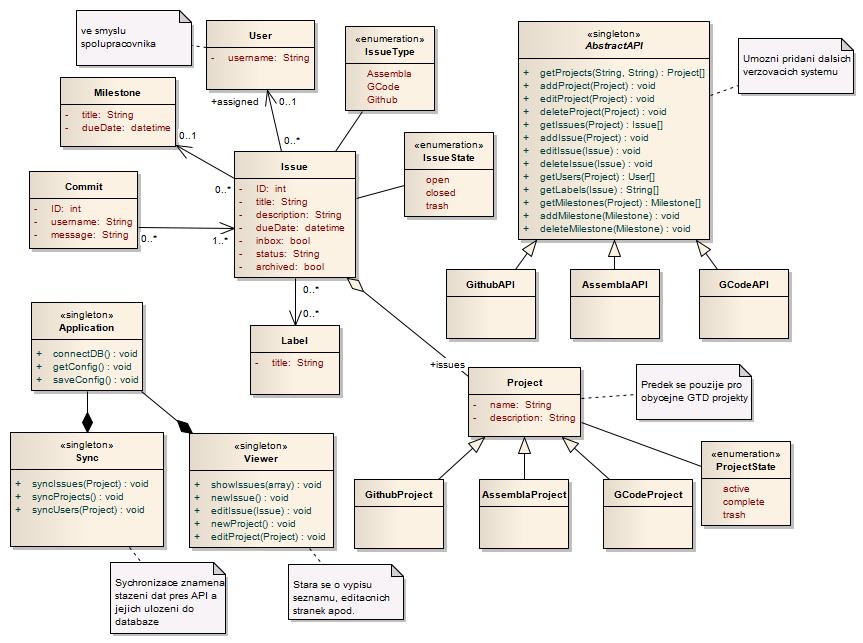 ve smyslu
spolupracovnika
User
- username: String
«enumeration»
IssueType
Assembla
GCode
Github
«singleton»
AbstractAPI
+ getProjects(String, String) : Project[]
+ addProject(Project) : void
+ editProject(Project) : void
+ deleteProject(Project) : void
+ getIssues(Project) : Issue[]
+ addIssue(Project) : void
+ editIssue(Issue) : void
+ deleteIssue(Issue) : void
+ getUsers(Project) : User[]
+ getLabels(Issue) : String[]
+ getMilestones(Project) : Milestone[]
+ addMilestone(Milestone) : void
+ deleteMilestone(Milestone) : void
Umozni pridani dalsich
verzovacich systemu
Milestone
- title: String
- dueDate: datetime
+assigned
0..1
0..*
0..1
0..*
«enumeration»
IssueState
open
closed
trash
Commit
- ID: int
- username: String
- message: String
0..*
1..*
Issue
- ID: int
- title: String
- description: String
- dueDate: datetime
- inbox: bool
- status: String
- archived: bool
GithubAPI
AssemblaAPI
GCodeAPI
0..*
0..*
Label
- title: String
«singleton»
Application
+ connectDB() : void
+ getConfig() : void
+ saveConfig() : void
+issues
Project
- name: String
- description: String
Predek se pouzije pro
obycejne GTD projekty
«singleton»
Sync
+ syncIssues(Project) : void
+ syncProjects() : void
+ syncUsers(Project) : void
«singleton»
Viewer
+ showIssues(array) : void
+ newIssue() : void
+ editIssue(Issue) : void
+ newProject() : void
+ editProject(Project) : void
«enumeration»
ProjectState
active
complete
trash
GithubProject
AssemblaProject
GCodeProject
Sychronizace znamena
stazeni dat pres API a
jejich ulozeni do
databaze
Stara se o vypisu
seznamu, editacnich
stranek apod.